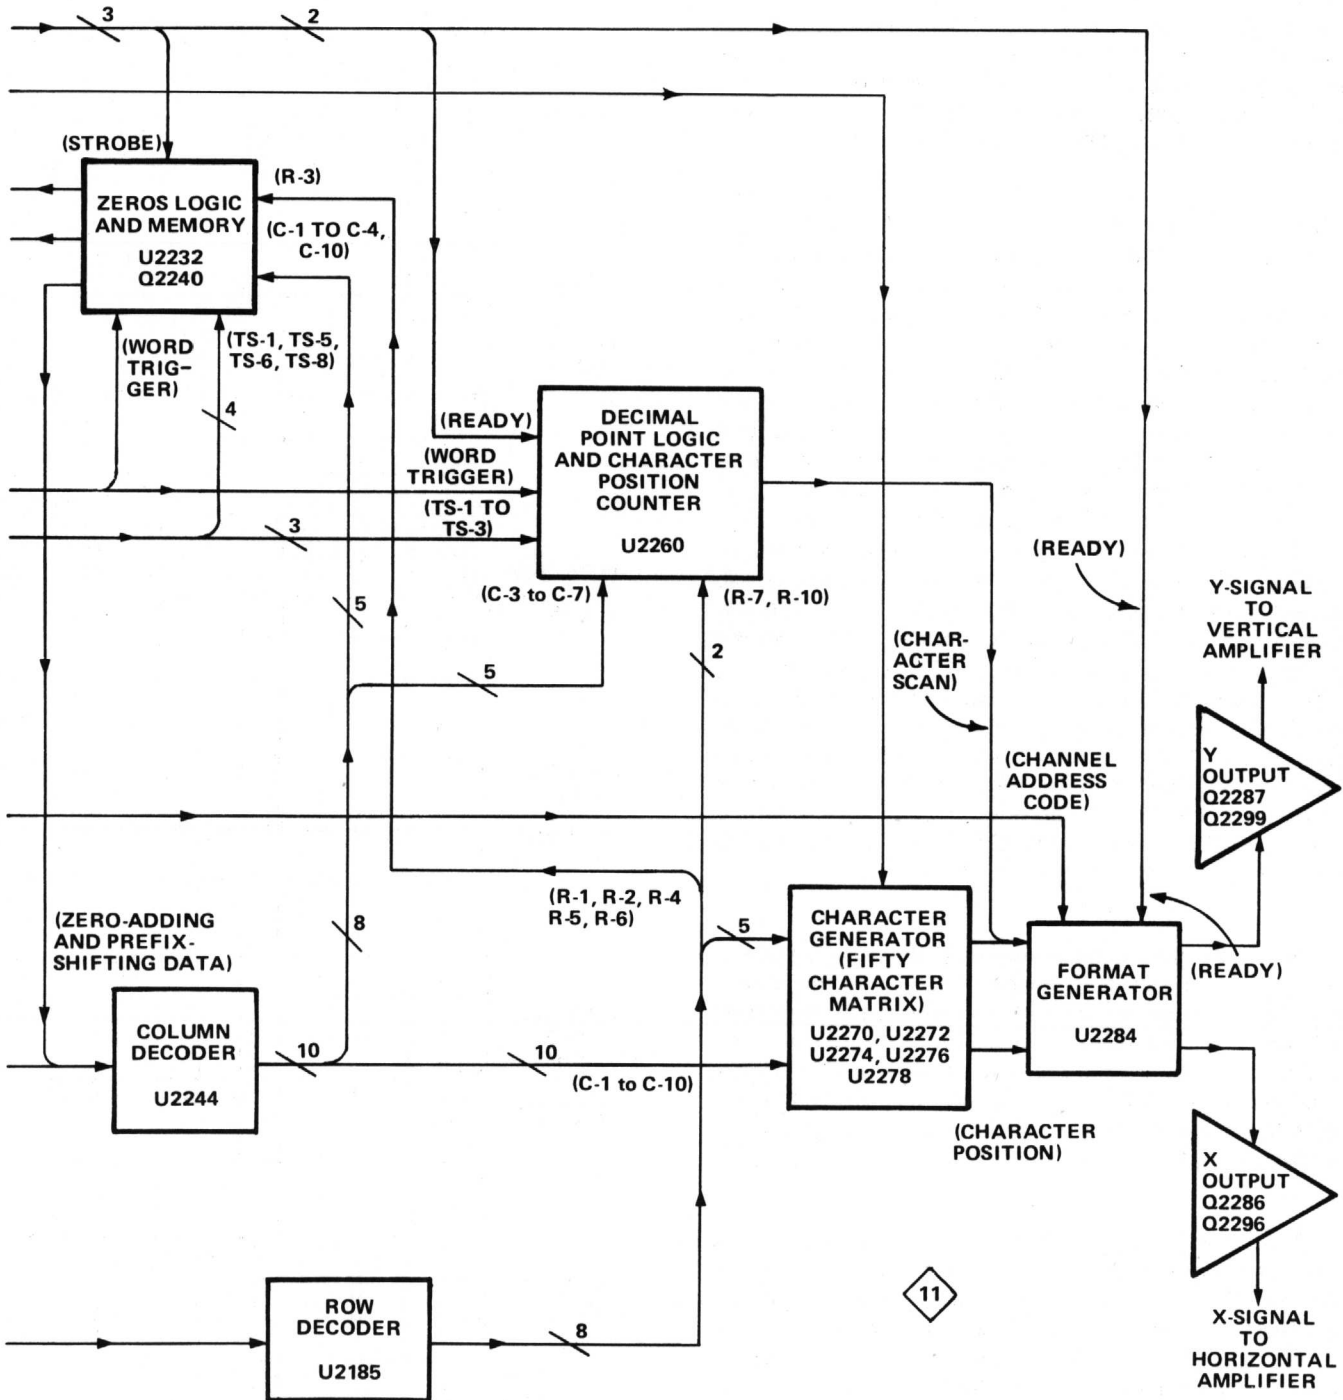 3
2
(STROBE)
ZEROS LOGIC
AND MEMORY
U2232
Q2240
(R-3)
(C-1 TO C-4,
C-10)
(WORD
TRIG-
GER)
(TS-1, TS-5,
TS-6, TS-8)
4
(READY)
(WORD
TRIGGER)
(TS-1 TO
TS-3)
3
DECIMAL
POINT LOGIC
AND CHARACTER
POSITION
COUNTER
U2260
(C-3 to C-7)
(R-7, R-10)
5
5
2
(READY)
(CHAR-
ACTER
SCAN)
Y-SIGNAL
TO
VERTICAL
AMPLIFIER
Y
OUTPUT
Q2287
Q2299
(CHANNEL
ADDRESS
CODE)
(R-1, R-2, R-4
R-5, R-6)
8
5
(ZERO-ADDING
AND PREFIX-
SHIFTING DATA)
COLUMN
DECODER
U2244
10
10
(C-1 to C-10)
CHARACTER
GENERATOR
(FIFTY
CHARACTER
MATRIX)
U2270, U2272
U2274, U2276
U2278
FORMAT
GENERATOR
U2284
(READY)
(CHARACTER
POSITION)
X
OUTPUT
Q2286
Q2296
ROW
DECODER
U2185
8
11
X-SIGNAL
TO
HORIZONTAL
AMPLIFIER